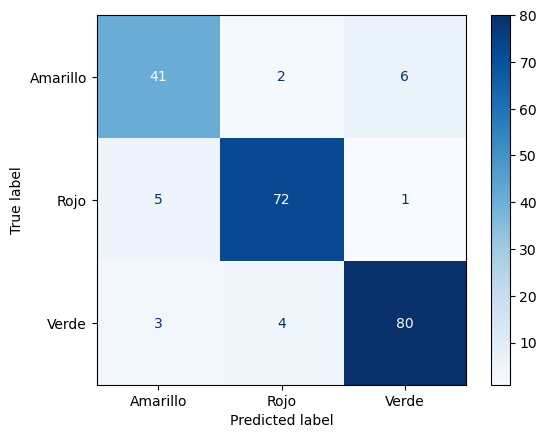 True label
Amarillo 41 2 6
Rojo 5 72 1
Verde 3 4 80
Amarillo Rojo Verde
Predicted label
80
70
60
50
40
30
20
10